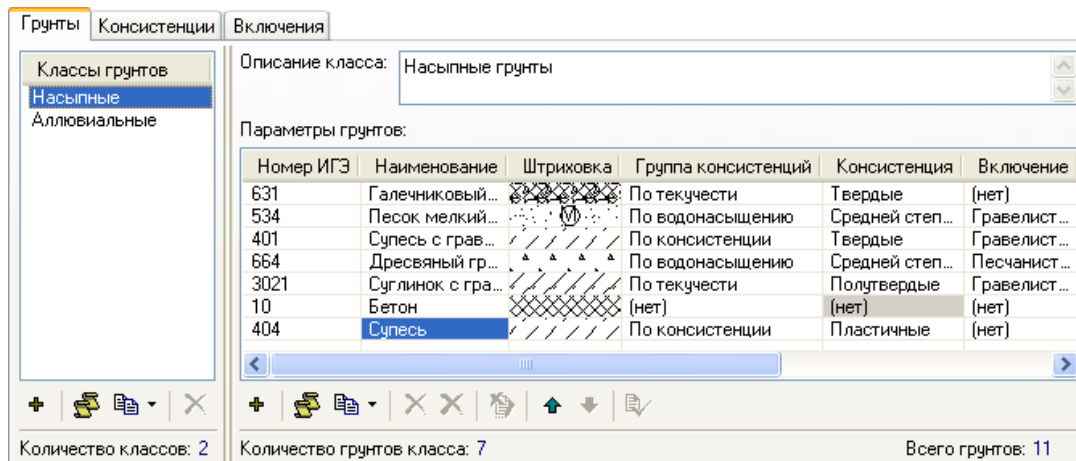 Грунты Консистенции Включения
Классы грунтов
Насыпные
Аллювиальные
Описание класса: Насыпные грунты
Параметры грунтов:
Номер ИГЭ Наименование Штриховка Группа консистенций Консистенция Включение
631 Галечниковый... По текучести Твердые (нет)
534 Песок мелкий... По водонасыщению Средней степ... Гравелист...
401 Супесь с грав... По консистенции Твердые Гравелист...
664 Дресвяный гр... По водонасыщению Средней степ... Песчанист...
3021 Суглинок с гра... По текучести Полутвердые Гравелист...
10 Бетон (нет) (нет) (нет)
404 Супесь По консистенции Пластичные (нет)
Количество классов: 2 Количество грунтов класса: 7 Всего грунтов: 11